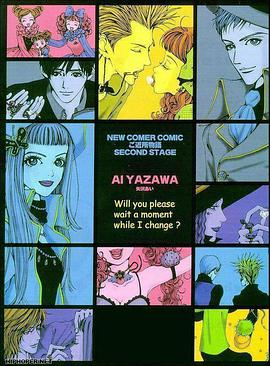 NEW COMER COMIC
ご近所物語
SECOND STAGE
AI YAZAWA
矢沢あい
Will you please
wait a moment
while I change ?